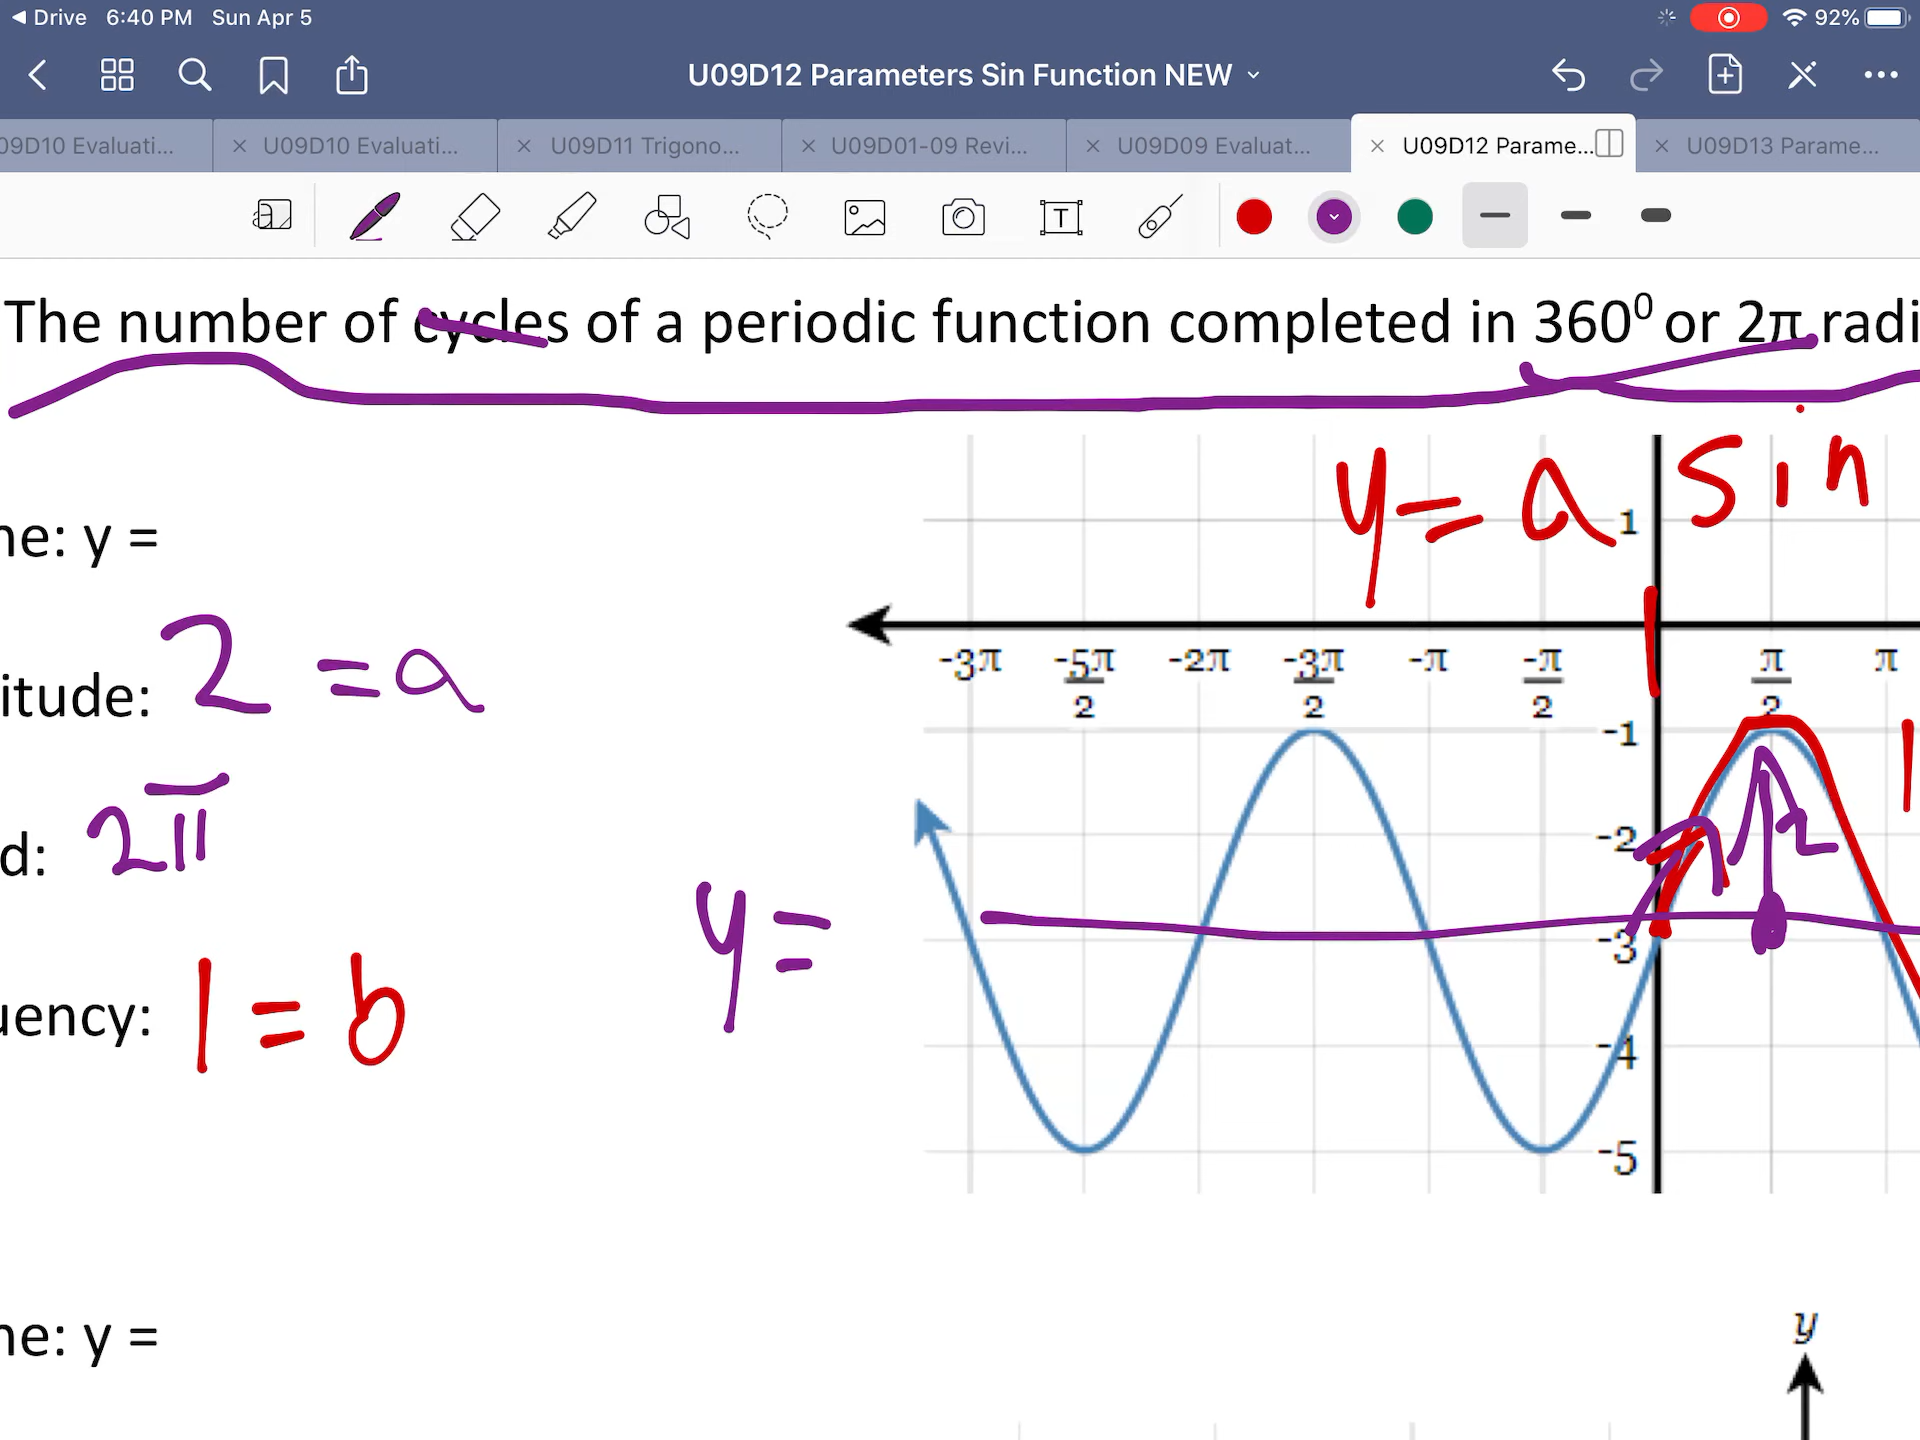 Drive 6:40 PM Sun Apr 5 92%
U09D12 Parameters Sin Function NEW
09D10 Evaluati... U09D10 Evaluati... U09D11 Trigono... U09D01-09 Revi... U09D09 Evaluat... U09D12 Parame... U09D13 Parame...
a T
The number of cycles of a periodic function completed in 360⁰ or 2π radi
y = a sin
1
ne: y =
-3π -5π/2 -2π -3π/2 -π -π/2 π/2 π
itude: 2 = a
-1
1
d: 2π
-2
2
y =
-3
uency: 1 = b
-4
-5
ne: y =
y